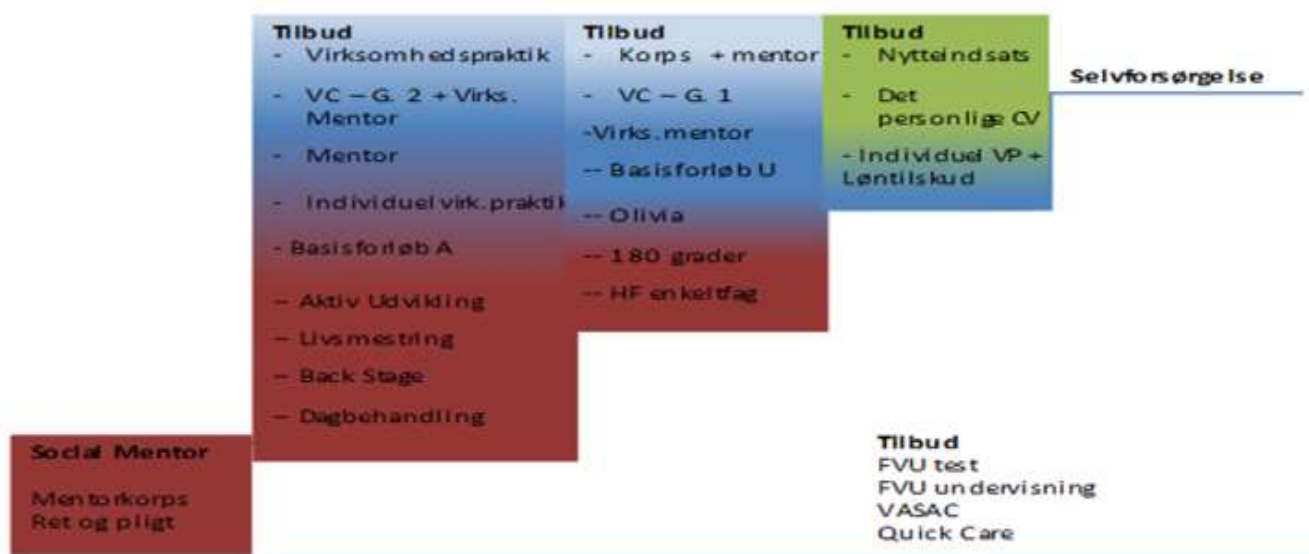 Tilbud
- Virksomhedspraktik
- VC – G. 2 + Virks.
Mentor
- Mentor
- Individuel virk.praktik
- Basisforløb A
– Aktiv Udvikling
– Livsmestring
– Back Stage
– Dagbehandling
Tilbud
- Korps + mentor
- VC – G. 1
-Virks.mentor
-- Basisforløb U
-- Olivia
-- 180 grader
-- HF enkeltfag
Tilbud
- Nytteindsats
- Det
personlige CV
- Individuel VP +
Løntilskud
Selvforsørgelse
Social Mentor
Mentorkorps
Ret og pligt
Tilbud
FVU test
FVU undervisning
VASAC
Quick Care